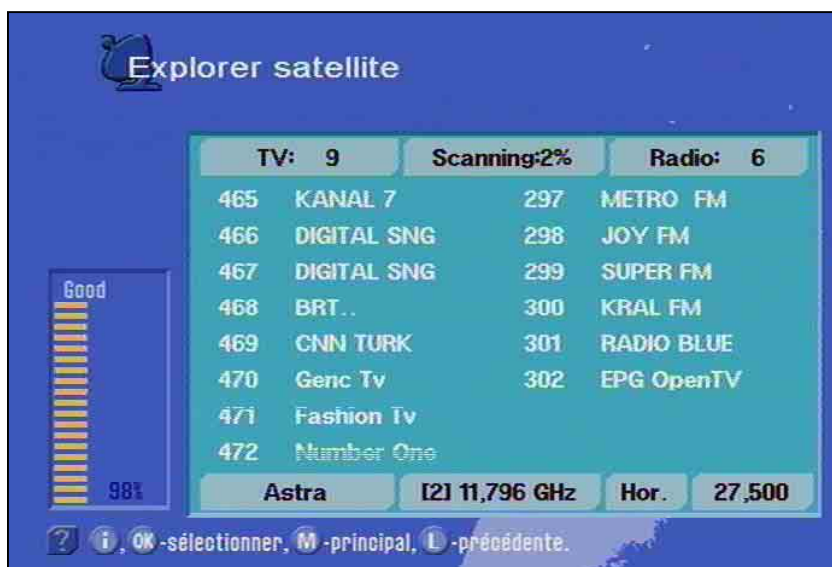 Explorer satellite
TV: 9 Scanning:2% Radio: 6
465 KANAL 7 297 METRO FM
466 DIGITAL SNG 298 JOY FM
467 DIGITAL SNG 299 SUPER FM
Good
468 BRT.. 300 KRAL FM
469 CNN TURK 301 RADIO BLUE
470 Genc Tv 302 EPG OpenTV
471 Fashion Tv
472 Number One
98% Astra [2] 11,796 GHz Hor. 27,500
? i, OK -sélectionner, M -principal, L -précédente.